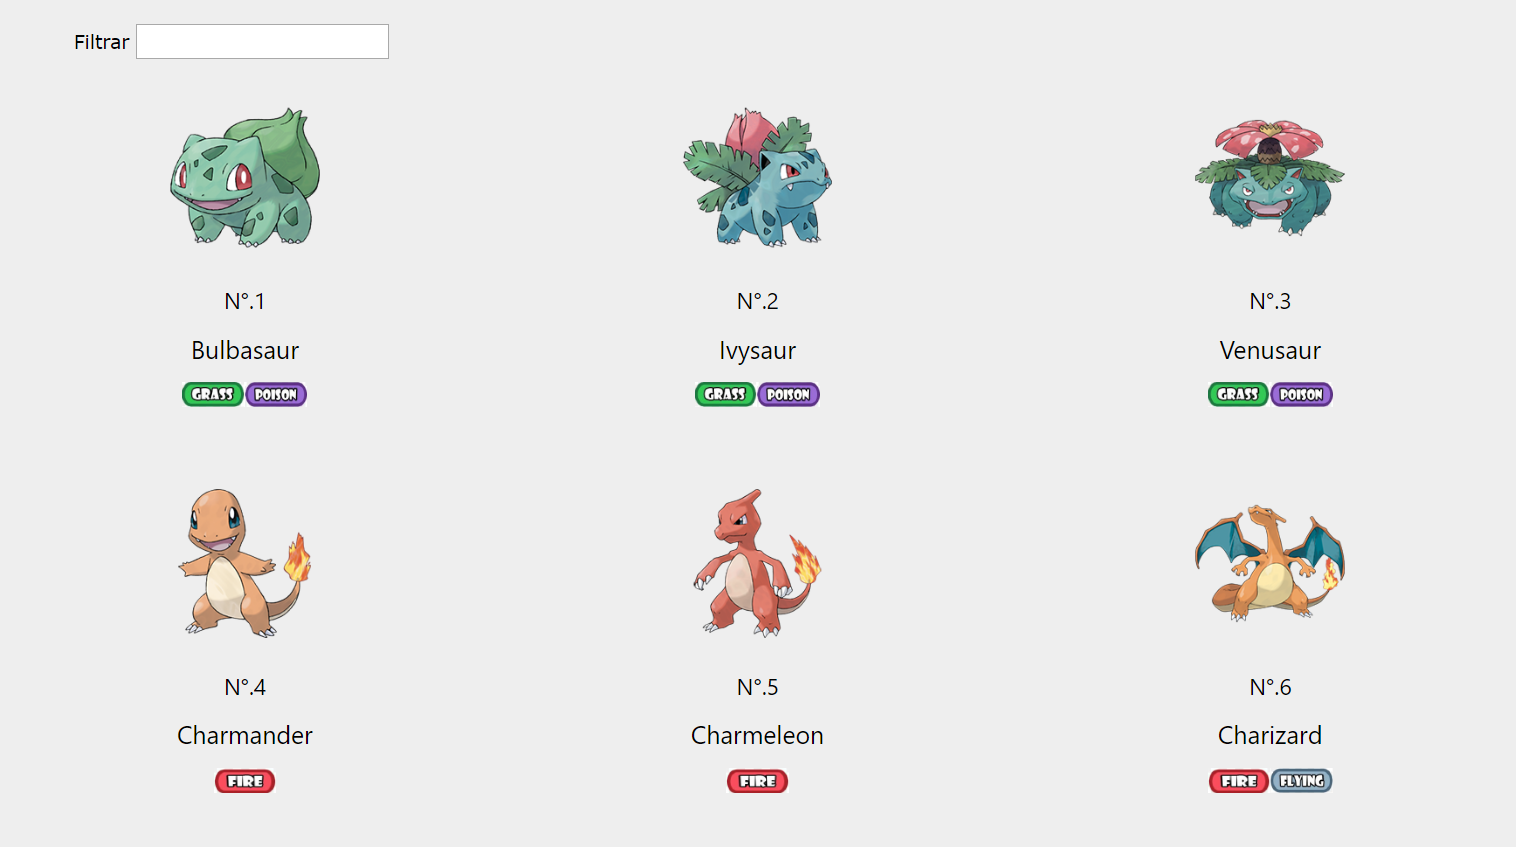 Filtrar
N°.1 N°.2 N°.3
Bulbasaur Ivysaur Venusaur
GRASS POISON GRASS POISON GRASS POISON
N°.4 N°.5 N°.6
Charmander Charmeleon Charizard
FIRE FIRE FIRE FLYING